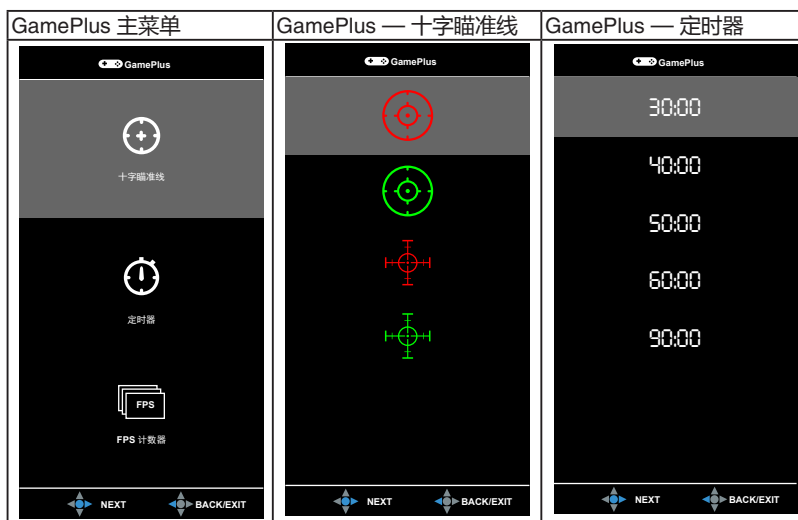 GamePlus 主菜单
GamePlus — 十字瞄准线
GamePlus — 定时器
GamePlus
十字瞄准线
定时器
FPS
FPS 计数器
NEXT
BACK/EXIT
GamePlus
NEXT
BACK/EXIT
GamePlus
30:00
40:00
50:00
60:00
90:00
NEXT
BACK/EXIT